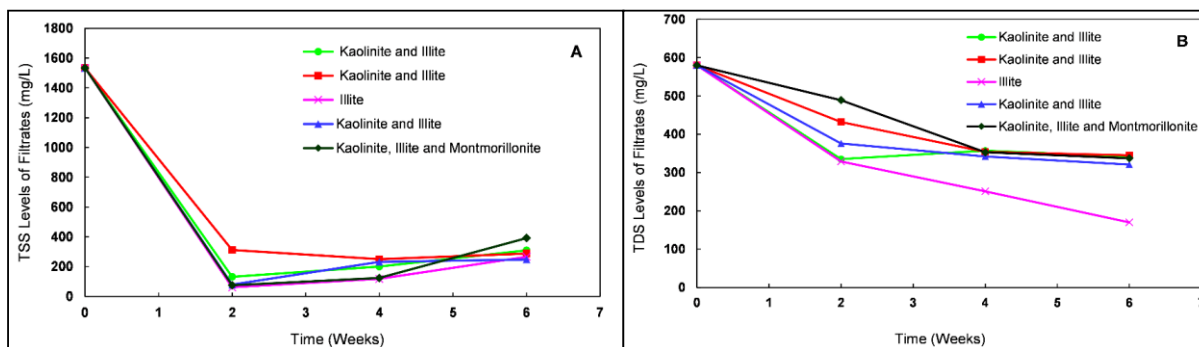 TSS Levels of Filtrates (mg/L)
1800
1600
1400
1200
1000
800
600
400
200
0
0 1 2 3 4 5 6 7
Time (Weeks)
A
Kaolinite and Illite
Kaolinite and Illite
Illite
Kaolinite and Illite
Kaolinite, Illite and Montmorillonite
TDS Levels of Filtrates (mg/L)
700
600
500
400
300
200
100
0
0 1 2 3 4 5 6 7
Time (Weeks)
B
Kaolinite and Illite
Kaolinite and Illite
Illite
Kaolinite and Illite
Kaolinite, Illite and Montmorillonite